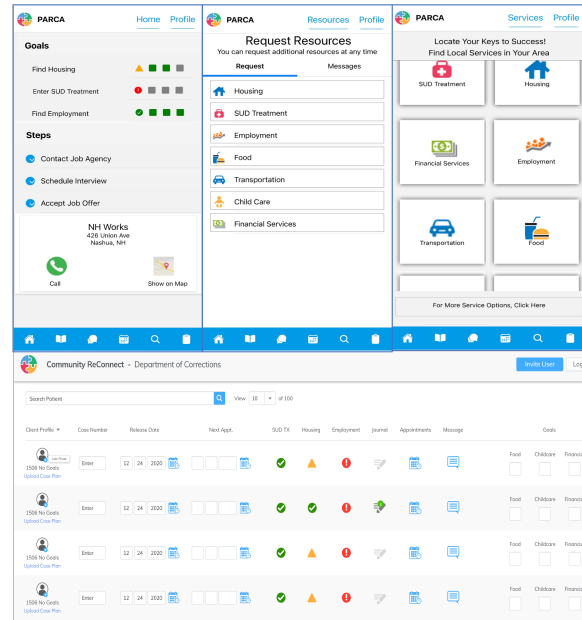 PARCA
Home Profile
Goals
Find Housing
Enter SUD Treatment
Find Employment
Steps
Contact Job Agency
Schedule Interview
Accept Job Offer
NH Works
426 Union Ave
Nashua, NH
Call Show on Map
PARCA
Resources Profile
Request Resources
You can request additional resources at any time
Request Messages
Housing
SUD Treatment
Employment
Food
Transportation
Child Care
Financial Services
PARCA
Services Profile
Locate Your Keys to Success!
Find Local Services in Your Area
SUD Treatment Housing
Financial Services Employment
Transportation Food
For More Service Options, Click Here
Community ReConnect - Department of Corrections
Invite User Log
Search Patient View 10 of 100
Client Profile Case Number Release Date Next Appt. SUD TX Housing Employment Journal Appointments Message Goals
Food Childcare Financi
Enter 12 24 2020
1506 No Goals
Upload Case Plan
Food Childcare Financi
Enter 12 24 2020
1506 No Goals
Upload Case Plan
Food Childcare Financi
Enter 12 24 2020
1506 No Goals
Upload Case Plan
Food Childcare Financi
Enter 12 24 2020
1506 No Goals
Upload Case Plan